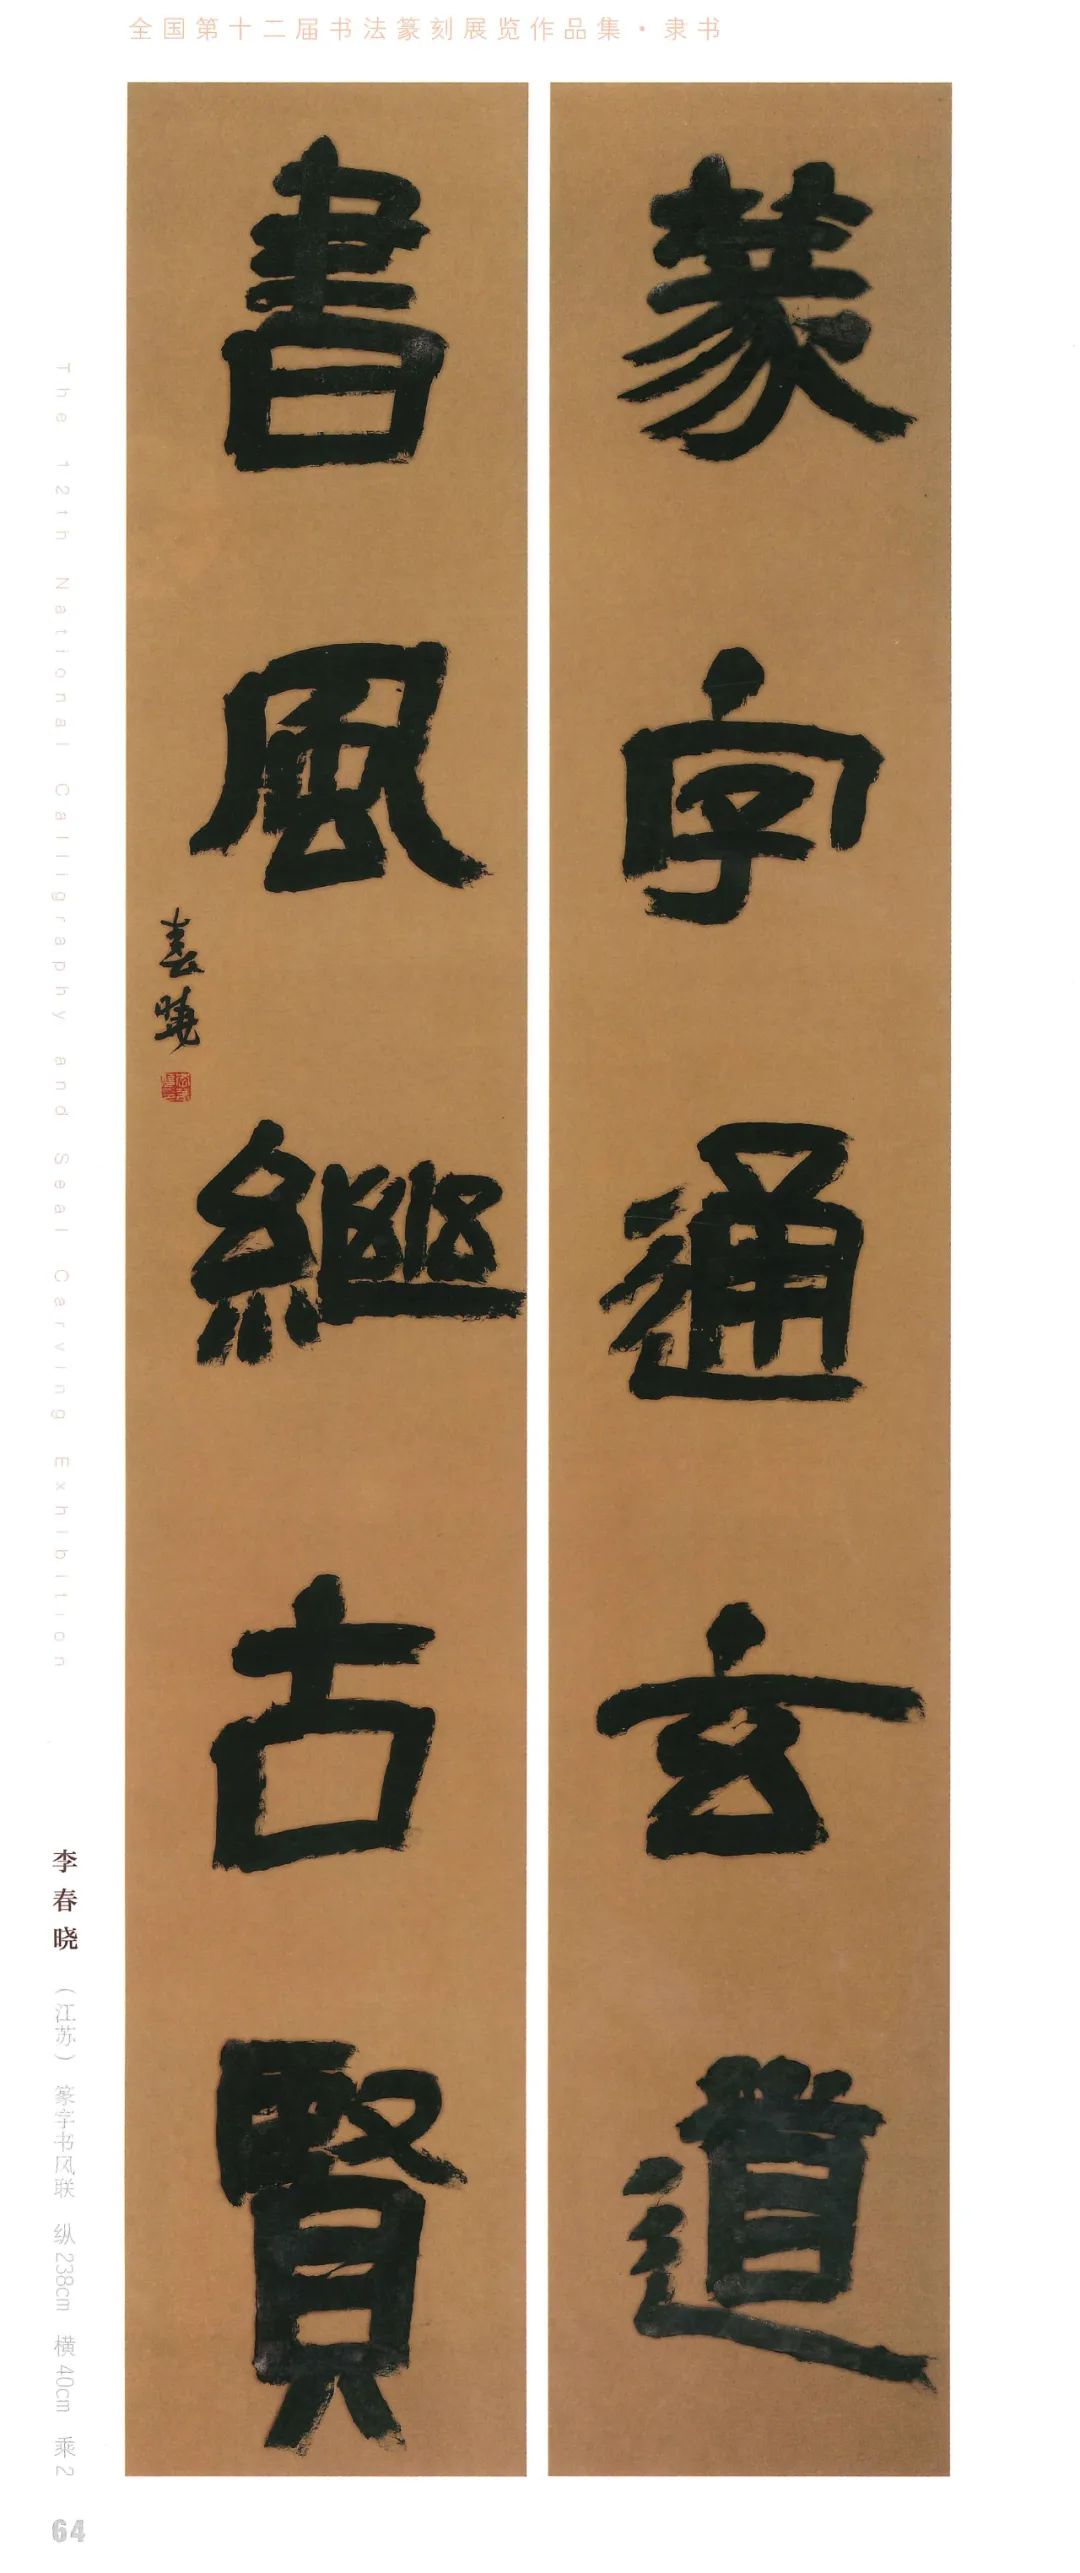 全国第十二届书法篆刻展览作品集·隶书
篆字通玄道
書風繼古賢
春曉
The 12th National Calligraphy and Seal Carving Exhibition
李春晓 (江苏) 篆字书风联 纵238cm 横40cm 乘2
64